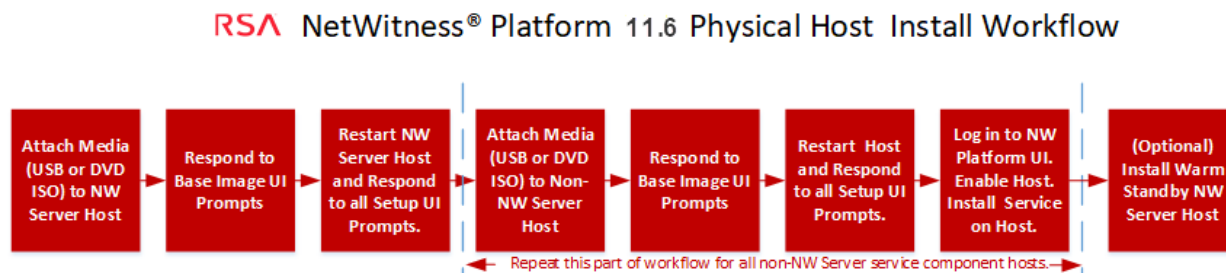 RSA NetWitness® Platform 11.6 Physical Host Install Workflow
Attach Media
(USB or DVD
ISO) to NW
Server Host
Respond to
Base Image UI
Prompts
Restart NW
Server Host
and Respond
to all Setup UI
Prompts.
Attach Media
(USB or DVD
ISO) to Non-
NW Server
Host
Respond to
Base Image UI
Prompts
Restart Host
and Respond
to all Setup UI
Prompts.
Log in to NW
Platform UI.
Enable Host.
Install Service
on Host.
(Optional)
Install Warm
Standby NW
Server Host
Repeat this part of workflow for all non-NW Server service component hosts.